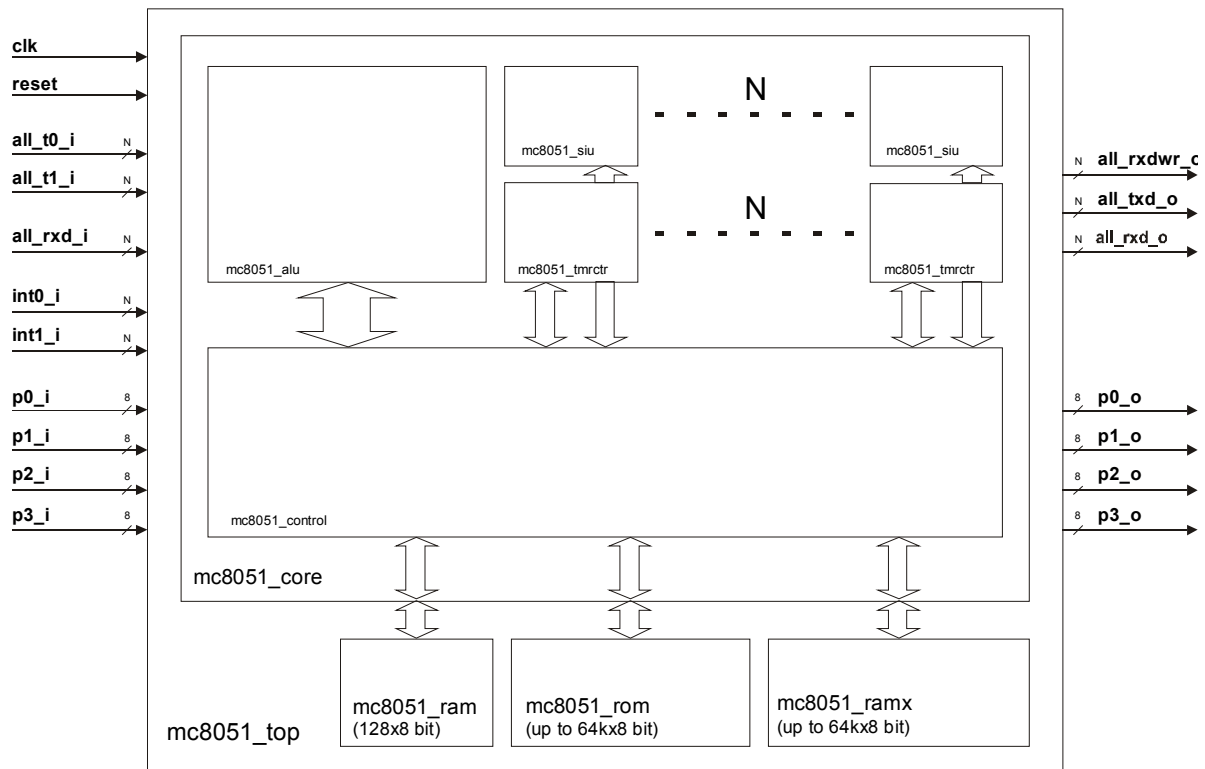 clk
reset
all_t0_i
N
all_t1_i
N
all_rxd_i
N
int0_i
N
int1_i
N
p0_i
8
p1_i
8
p2_i
8
p3_i
8
mc8051_alu
mc8051_siu
N
mc8051_siu
mc8051_tmrctr
N
mc8051_tmrctr
mc8051_control
mc8051_core
mc8051_ram
(128x8 bit)
mc8051_rom
(up to 64kx8 bit)
mc8051_ramx
(up to 64kx8 bit)
mc8051_top
N
all_rxdwr_o
N
all_txd_o
N
all_rxd_o
8
p0_o
8
p1_o
8
p2_o
8
p3_o